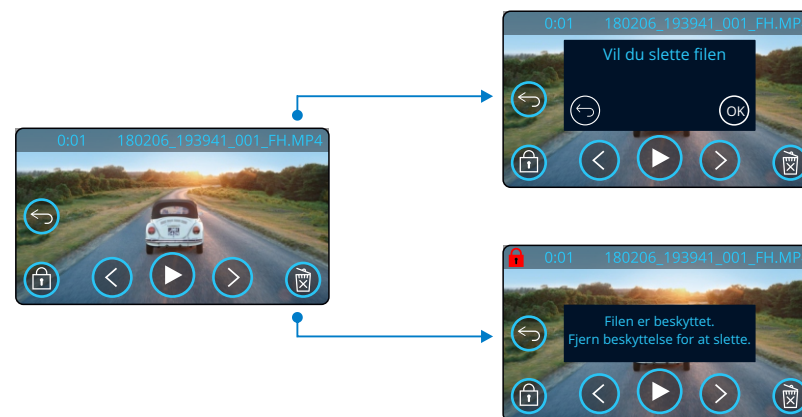 0:01 180206_193941_001_FH.MP
Vil du slette filen
OK
0:01 180206_193941_001_FH.MP4
0:01 180206_193941_001_FH.MP
Filen er beskyttet.
Fjern beskyttelse for at slette.